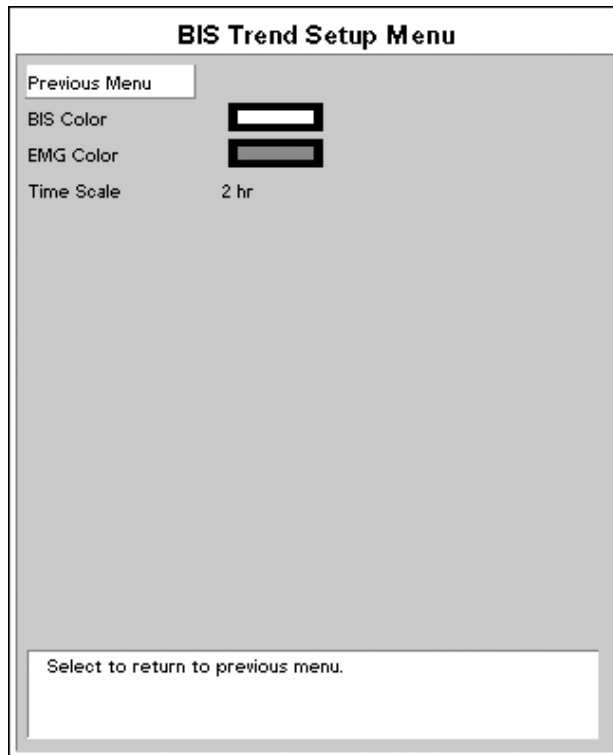 BIS Trend Setup Menu
Previous Menu
BIS Color
EMG Color
Time Scale 2 hr
Select to return to previous menu.